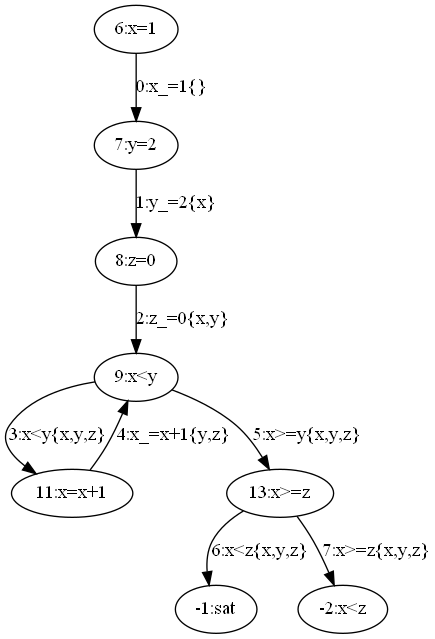 6:x=1
0:x_=1{}
7:y=2
1:y_=2{x}
8:z=0
2:z_=0{x,y}
9:x<y
3:x<y{x,y,z}
4:x_=x+1{y,z}
5:x>=y{x,y,z}
11:x=x+1
13:x>=z
6:x<z{x,y,z}
7:x>=z{x,y,z}
-1:sat
-2:x<z